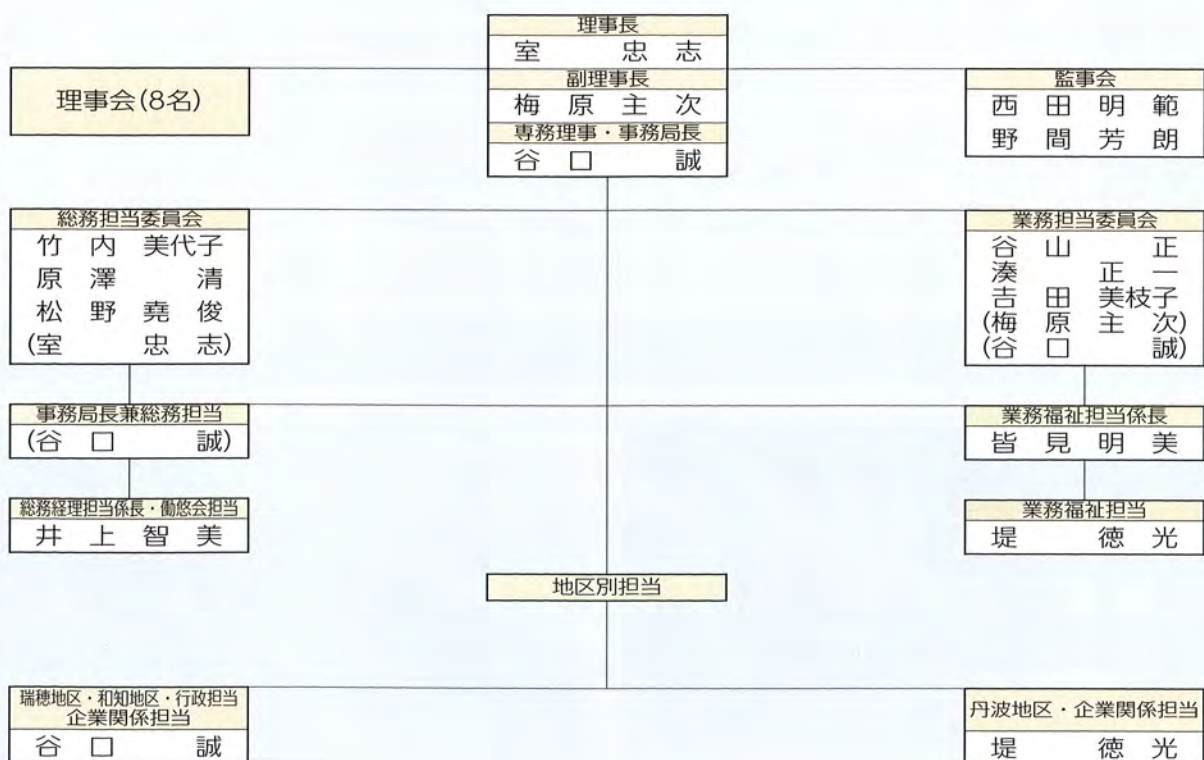 理事長
室 忠 志
副理事長
梅 原 主 次
専務理事・事務局長
谷 口 誠
理事会(8名)
監事会
西 田 明 範
野 間 芳 朗
総務担当委員会
竹 内 美代子
原 澤 清
松 野 堯 俊
(室 忠 志)
業務担当委員会
谷 山 正
湊 正 一
𠮷 田 美枝子
(梅 原 主 次)
(谷 口 誠)
事務局長兼総務担当
(谷 口 誠)
業務福祉担当係長
皆 見 明 美
総務経理担当係長・働悠会担当
井 上 智 美
業務福祉担当
堤 徳 光
地区別担当
瑞穂地区・和知地区・行政担当
企業関係担当
谷 口 誠
丹波地区・企業関係担当
堤 徳 光